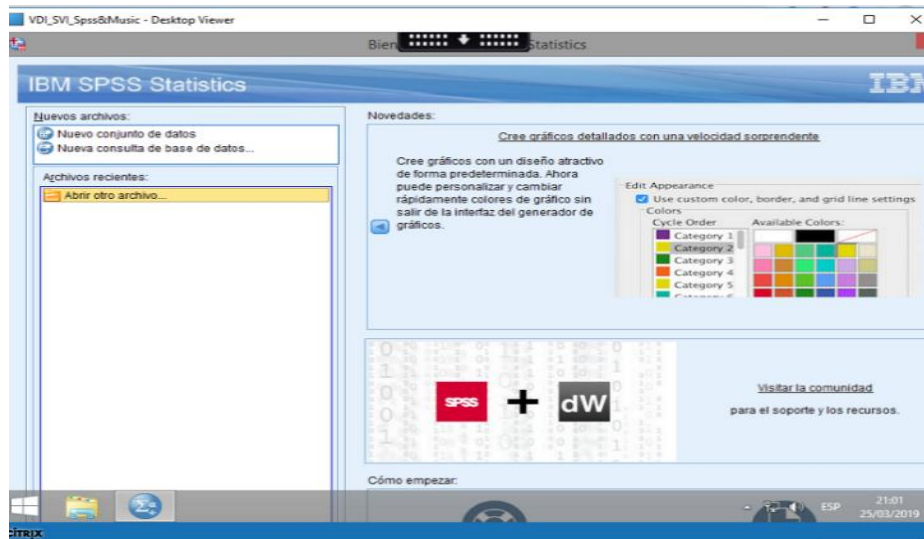 VDI_SVI_Spss&Music - Desktop Viewer
Statistics
IBM SPSS Statistics
IBM
Nuevos archivos:
Nuevo conjunto de datos
Nueva consulta de base de datos...
Archivos recientes:
Abrir otro archivo...
Novedades:
Cree gráficos detallados con una velocidad sorprendente
Cree gráficos con un diseño atractivo
de forma predeterminada. Ahora
puede personalizar y cambiar
rápidamente colores de gráfico sin
salir de la interfaz del generador de
gráficos.
Edit Appearance
Use custom color, border, and grid line settings
Colors
Cycle Order
Available Colors:
Category 1
Category 2
Category 3
Category 4
Category 5
SPSS + dW
Visitar la comunidad
para el soporte y los recursos.
Cómo empezar:
ESP
21:01
25/03/2019
CITRIX